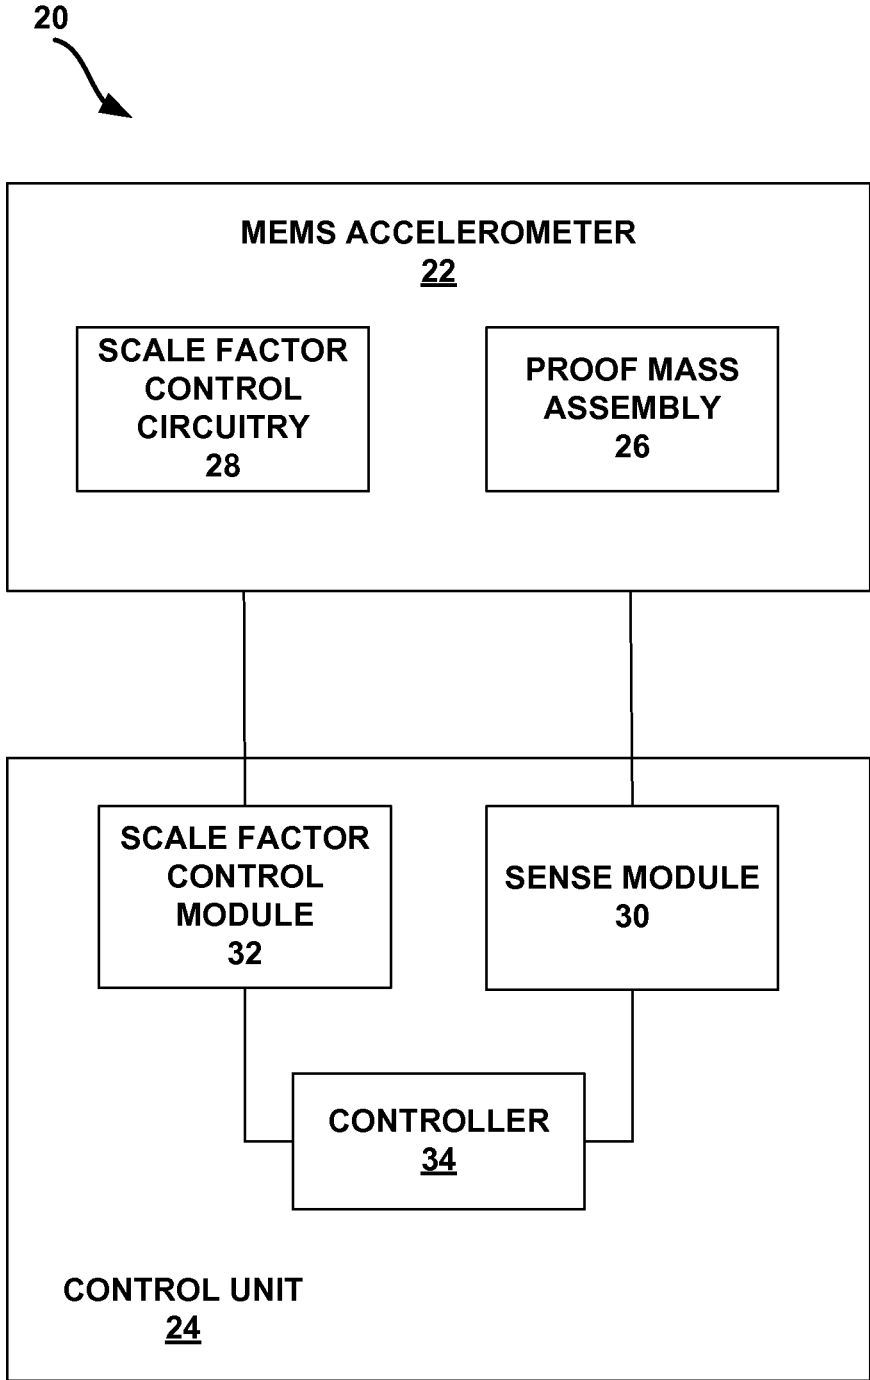 20
MEMS ACCELEROMETER
22
SCALE FACTOR
CONTROL
CIRCUITRY
28
PROOF MASS
ASSEMBLY
26
SCALE FACTOR
CONTROL
MODULE
32
SENSE MODULE
30
CONTROLLER
34
CONTROL UNIT
24